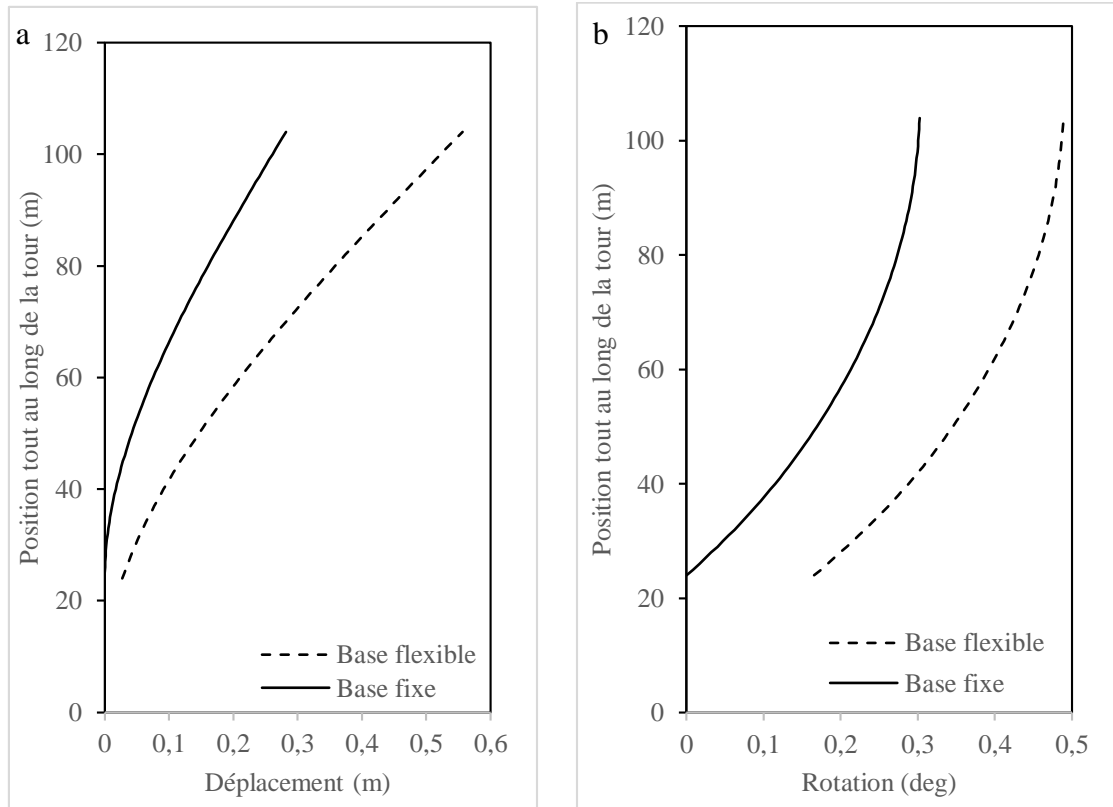 a
120
100
80
60
40
20
0
Position tout au long de la tour (m)
0 0,1 0,2 0,3 0,4 0,5 0,6
Déplacement (m)
Base flexible
Base fixe
b
120
100
80
60
40
20
0
Position tout au long de la tour (m)
0 0,1 0,2 0,3 0,4 0,5
Rotation (deg)
Base flexible
Base fixe